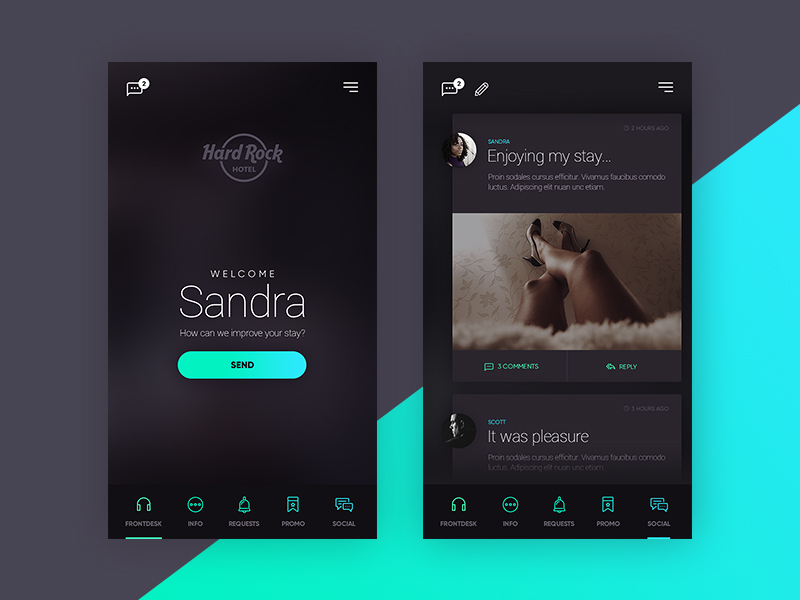 2
Hard Rock
HOTEL
WELCOME
Sandra
How can we improve your stay?
SEND
FRONTDESK
INFO
REQUESTS
PROMO
SOCIAL
2
2 HOURS AGO
SANDRA
Enjoying my stay...
Proin sodales cursus efficitur. Vivamus faucibus comodo
luctus. Adipiscing elit nuan unc etiam.
3 COMMENTS
REPLY
3 HOURS AGO
SCOTT
It was pleasure
Proin sodales cursus efficitur. Vivamus faucibus comodo
luctus. Adipiscing elit nuan unc etiam.
FRONTDESK
INFO
REQUESTS
PROMO
SOCIAL